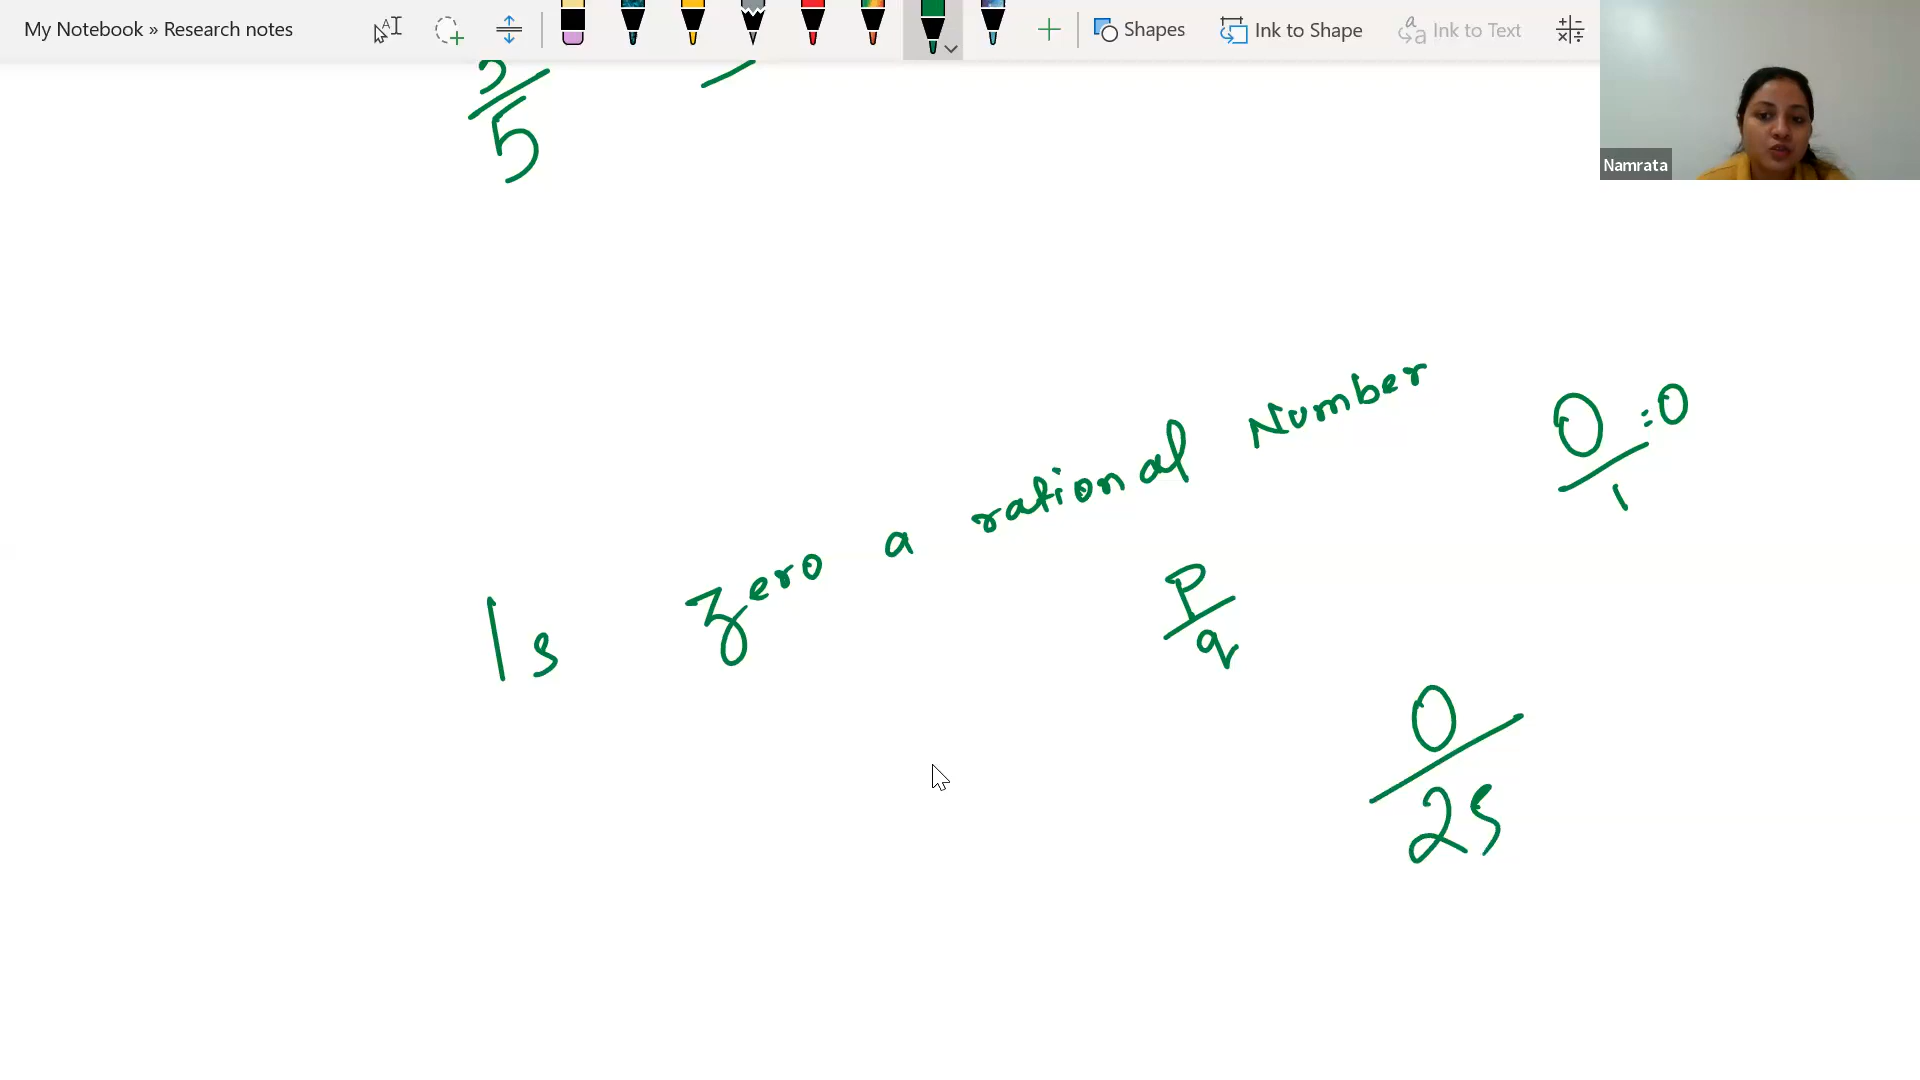 My Notebook » Research notes
Shapes
Ink to Shape
Ink to Text
Namrata
5
Is zero a rational Number
0 = 0
1
P
q
0
25